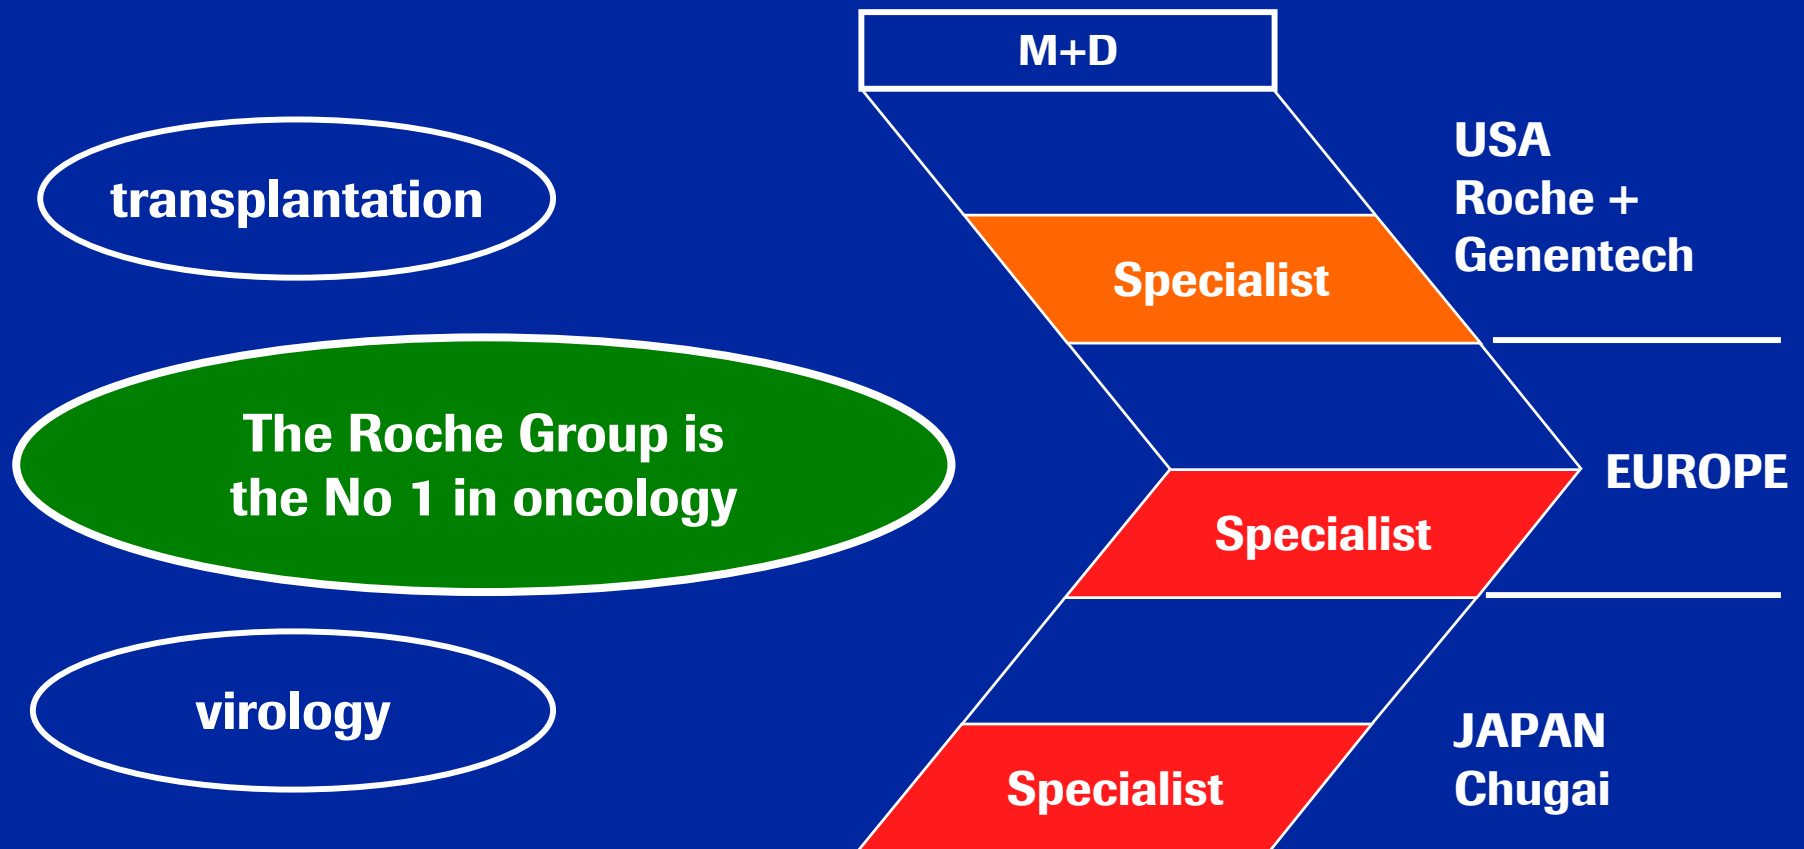 M+D
transplantation
Specialist
USA
Roche +
Genentech
The Roche Group is
the No 1 in oncology
EUROPE
Specialist
virology
Specialist
JAPAN
Chugai